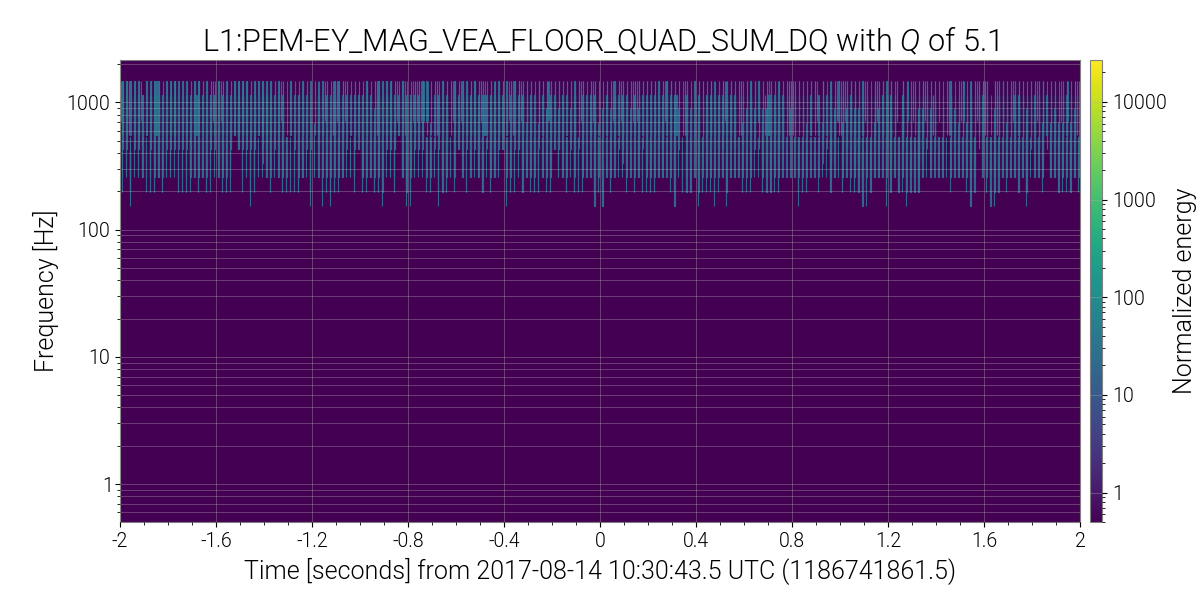 L1:PEM-EY_MAG_VEA_FLOOR_QUAD_SUM_DQ with Q of 5.1
Frequency [Hz]
1000
100
10
1
-2 -1.6 -1.2 -0.8 -0.4 0 0.4 0.8 1.2 1.6 2
Time [seconds] from 2017-08-14 10:30:43.5 UTC (1186741861.5)
10000
1000
100
10
1
Normalized energy